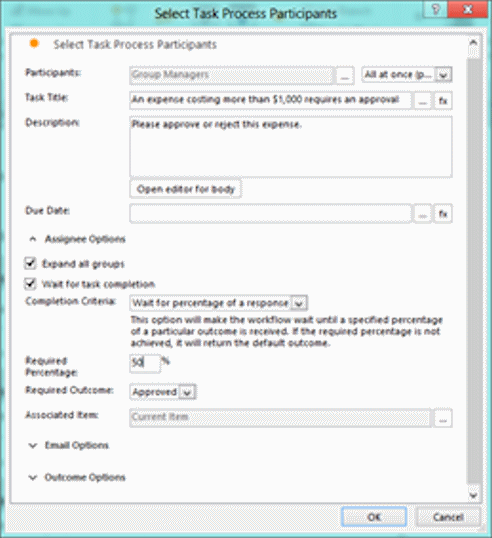 Select Task Process Participants
?
Select Task Process Participants
Participants: Group Managers ... All at once (p...
Task Title: An expense costing more than $1,000 requires an approval ... fx
Description: Please approve or reject this expense.
Open editor for body
Due Date: ... fx
Assignee Options
Expand all groups
Wait for task completion
Completion Criteria: Wait for percentage of a response
This option will make the workflow wait until a specified percentage
of a particular outcome is received. If the required percentage is not
achieved, it will return the default outcome.
Required
Percentage: 50 %
Required Outcome: Approved
Associated Item: Current Item ...
Email Options
Outcome Options
OK Cancel